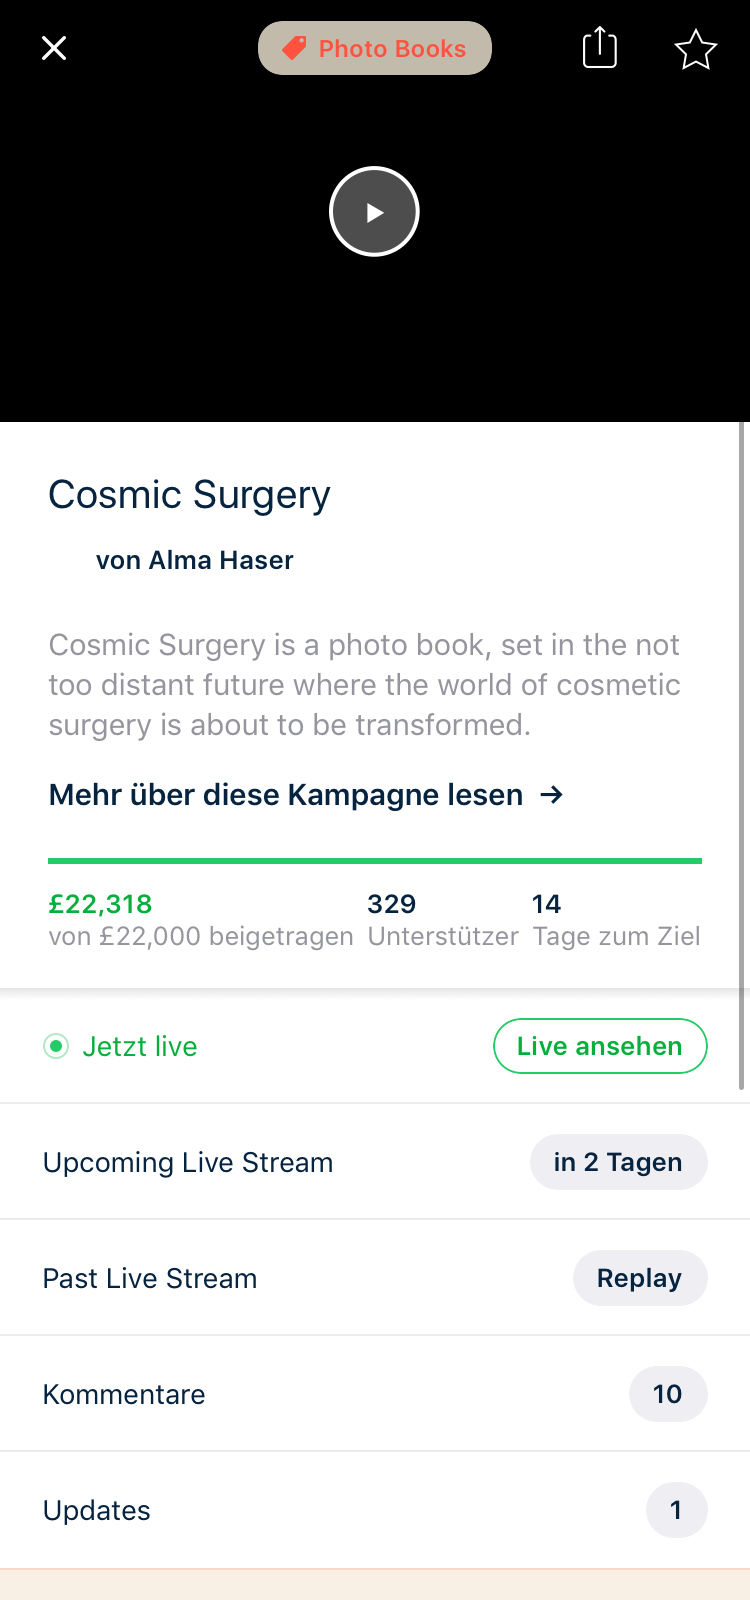 Photo Books
Cosmic Surgery
von Alma Haser
Cosmic Surgery is a photo book, set in the not
too distant future where the world of cosmetic
surgery is about to be transformed.
Mehr über diese Kampagne lesen →
£22,318 329 14
von £22,000 beigetragen Unterstützer Tage zum Ziel
Jetzt live Live ansehen
Upcoming Live Stream in 2 Tagen
Past Live Stream Replay
Kommentare 10
Updates 1